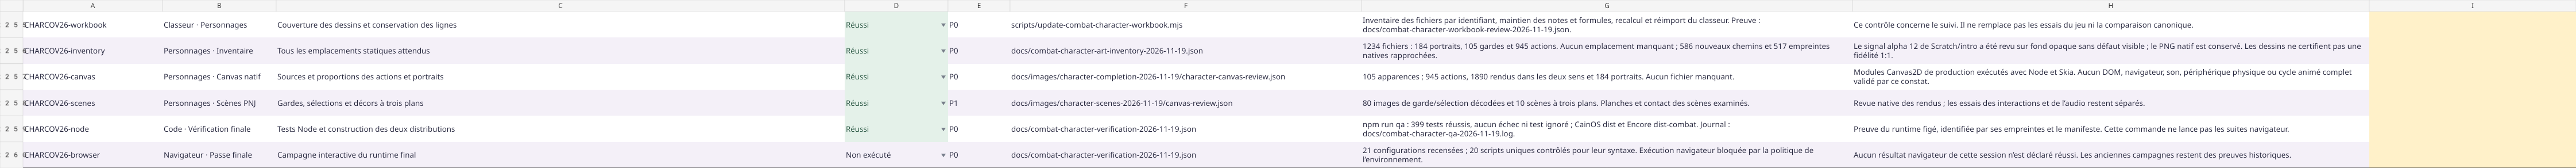 A B C D E F G H I
CHARCOV26-workbook Classeur · Personnages Couverture des dessins et conservation des lignes Réussi P0 scripts/update-combat-character-workbook.mjs Inventaire des fichiers par identifiant, maintien des notes et formules, recalcul et réimport du classeur. Preuve :
docs/combat-character-workbook-review-2026-11-19.json. Ce contrôle concerne le suivi. Il ne remplace pas les essais du jeu ni la comparaison canonique.
CHARCOV26-inventory Personnages · Inventaire Tous les emplacements statiques attendus Réussi P0 docs/combat-character-art-inventory-2026-11-19.json 1234 fichiers : 184 portraits, 105 gardes et 945 actions. Aucun emplacement manquant ; 586 nouveaux chemins et 517 empreintes
natives rapprochées. Le signal alpha 12 de Scratch/intro a été revu sur fond opaque sans défaut visible ; le PNG natif est conservé. Les dessins ne certifient pas une
fidélité 1:1.
CHARCOV26-canvas Personnages · Canvas natif Sources et proportions des actions et portraits Réussi P0 docs/images/character-completion-2026-11-19/character-canvas-review.json 105 apparences ; 945 actions, 1890 rendus dans les deux sens et 184 portraits. Aucun fichier manquant. Modules Canvas2D de production exécutés avec Node et Skia. Aucun DOM, navigateur, son, périphérique physique ou cycle animé complet
validé par ce constat.
CHARCOV26-scenes Personnages · Scènes PNJ Gardes, sélections et décors à trois plans Réussi P1 docs/images/character-scenes-2026-11-19/canvas-review.json 80 images de garde/sélection décodées et 10 scènes à trois plans. Planches et contact des scènes examinés. Revue native des rendus ; les essais des interactions et de l'audio restent séparés.
CHARCOV26-node Code · Vérification finale Tests Node et construction des deux distributions Réussi P0 docs/combat-character-verification-2026-11-19.json npm run qa : 399 tests réussis, aucun échec ni test ignoré ; CainOS dist et Encore dist-combat. Journal :
docs/combat-character-qa-2026-11-19.log. Preuve du runtime figé, identifiée par ses empreintes et le manifeste. Cette commande ne lance pas les suites navigateur.
CHARCOV26-browser Navigateur · Passe finale Campagne interactive du runtime final Non exécuté P0 docs/combat-character-verification-2026-11-19.json 21 configurations recensées ; 20 scripts uniques contrôlés pour leur syntaxe. Exécution navigateur bloquée par la politique de
l'environnement. Aucun résultat navigateur de cette session n'est déclaré réussi. Les anciennes campagnes restent des preuves historiques.